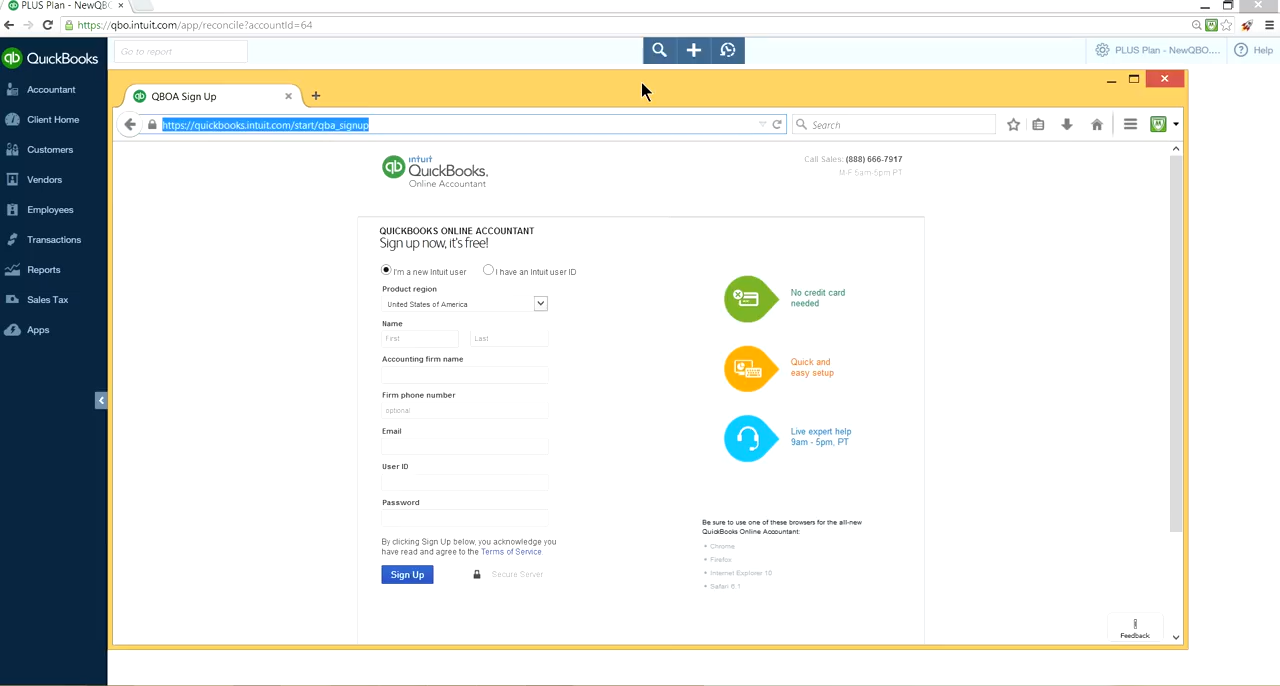 PLUS Plan - NewQBO
https://qbo.intuit.com/app/reconcile?accountId=64
QuickBooks
Go to report
PLUS Plan - NewQBO....
Help
QBOA Sign Up
https://quickbooks.intuit.com/start/qba_signup
Search
Accountant
Client Home
Customers
Vendors
Employees
Transactions
Reports
Sales Tax
Apps
intuit
QuickBooks.
Online Accountant
Call Sales: (888) 666-7917
M-F 6am-6pm PT
QUICKBOOKS ONLINE ACCOUNTANT
Sign up now, it's free!
I'm a new Intuit user
I have an Intuit user ID
Product region
United States of America
Name
First
Last
Accounting firm name
Firm phone number
optional
Email
User ID
Password
By clicking Sign Up below, you acknowledge you
have read and agree to the Terms of Service.
Sign Up
Secure Server
No credit card
needed
Quick and
easy setup
Live expert help
9am - 5pm, PT
Be sure to use one of these browsers for the all-new
QuickBooks Online Accountant:
• Chrome
• Firefox
• Internet Explorer 10
• Safari 6.1
Feedback